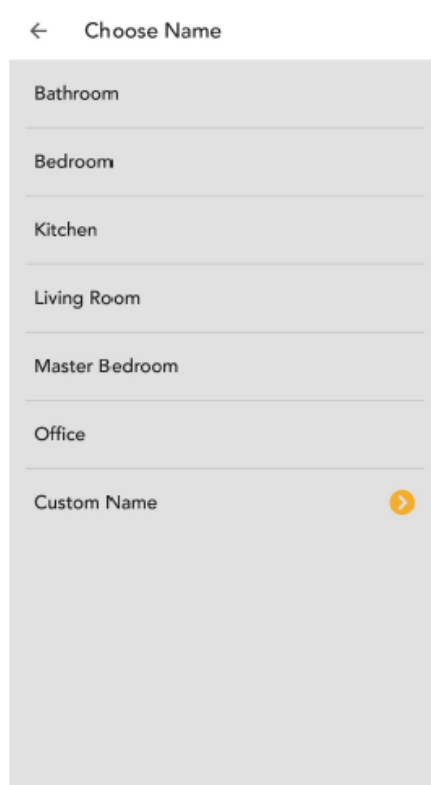 Choose Name
Bathroom
Bedroom
Kitchen
Living Room
Master Bedroom
Office
Custom Name